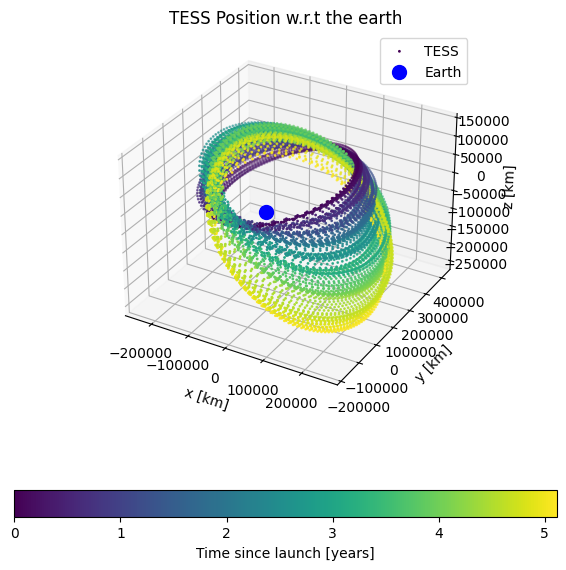 TESS Position w.r.t the earth
TESS
Earth
150000
100000
50000
0
−50000
−100000
−150000
−200000
−250000
z [km]
400000
300000
200000
100000
0
−100000
−200000
y [km]
−200000
−100000
0
100000
200000
x [km]
0 1 2 3 4 5
Time since launch [years]